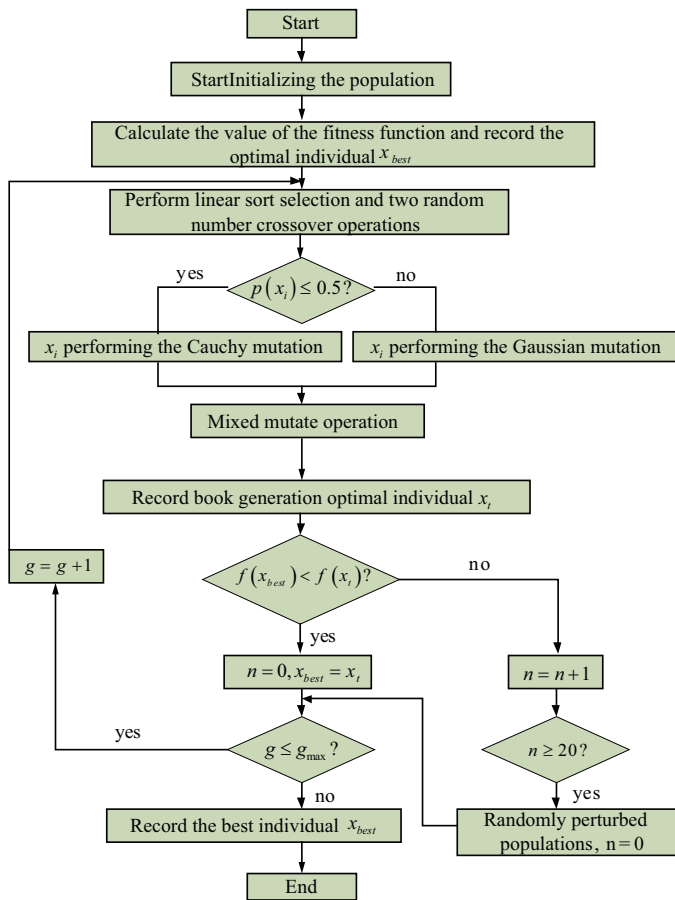 Start
StartInitializing the population
Calculate the value of the fitness function and record the
optimal individual x_best
Perform linear sort selection and two random
number crossover operations
yes
p(x_i) ≤ 0.5?
no
x_i performing the Cauchy mutation
x_i performing the Gaussian mutation
Mixed mutate operation
Record book generation optimal individual x_t
g = g +1
f(x_best) < f(x_t)?
no
yes
n = 0, x_best = x_t
n = n+1
yes
g ≤ g_max ?
n ≥ 20?
no
yes
Record the best individual x_best
Randomly perturbed
populations, n=0
End